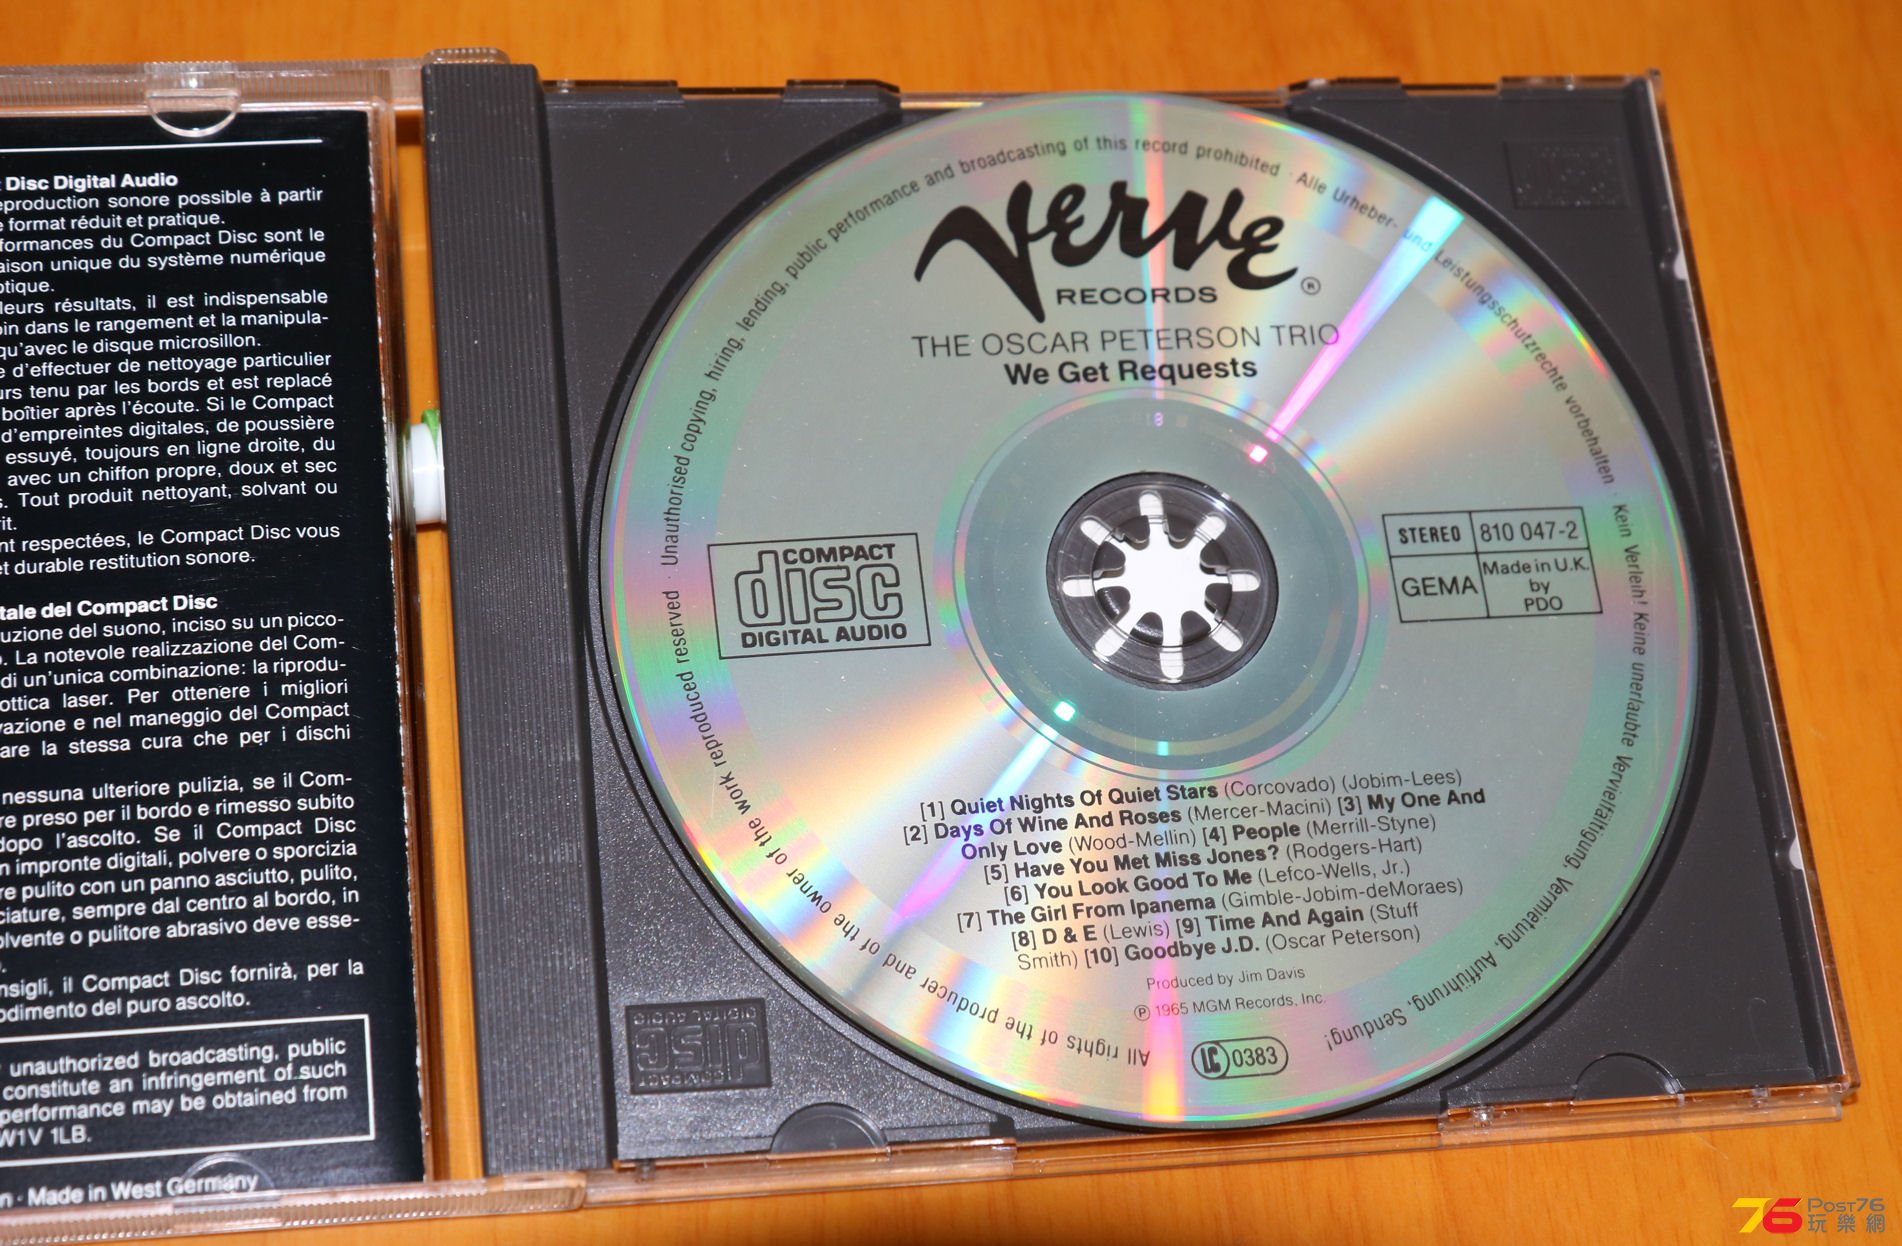 Disc Digital Audio
production sonore possible à partir
format réduit et pratique.
formances du Compact Disc sont le
aison unique du système numérique
ptique.
leurs résultats, il est indispensable
oin dans le rangement et la manipula-
qu'avec le disque microsillon.
d'effectuer de nettoyage particulier
urs tenu par les bords et est replacé
boîtier après l'écoute. Si le Compact
d'empreintes digitales, de poussière
essuyé, toujours en ligne droite, du
avec un chiffon propre, doux et sec
s. Tout produit nettoyant, solvant ou
rit.
nt respectées, le Compact Disc vous
et durable restitution sonore.
tale del Compact Disc
uzione del suono, inciso su un picco-
o. La notevole realizzazione del Com-
di un'unica combinazione: la riprodu-
ottica laser. Per ottenere i migliori
vazione e nel maneggio del Compact
are la stessa cura che per i dischi
nessuna ulteriore pulizia, se il Com-
re preso per il bordo e rimesso subito
dopo l'ascolto. Se il Compact Disc
n impronte digitali, polvere o sporcizia
re pulito con un panno asciutto, pulito,
ciature, sempre dal centro al bordo, in
olvente o pulitore abrasivo deve esse-
nsigli, il Compact Disc fornirà, per la
odimento del puro ascolto.
unauthorized broadcasting, public
constitute an infringement of such
performance may be obtained from
W1V 1LB.
n · Made in West Germany
All rights of the producer and of the owner of the work reproduced reserved · Unauthorised copying, hiring, lending, public performance and broadcasting of this record prohibited · Alle Urheber- und Leistungsschutzrechte vorbehalten · Kein Verleih! Keine unerlaubte Vervielfältigung, Vermietung, Aufführung, Sendung!
Verve
RECORDS ®
THE OSCAR PETERSON TRIO
We Get Requests
COMPACT
disc
DIGITAL AUDIO
STEREO 810 047-2
GEMA Made in U.K.
by
PDO
[1] Quiet Nights Of Quiet Stars (Corcovado) (Jobim-Lees)
[2] Days Of Wine And Roses (Mercer-Macini) [3] My One And
Only Love (Wood-Mellin) [4] People (Merrill-Styne)
[5] Have You Met Miss Jones? (Rodgers-Hart)
[6] You Look Good To Me (Lefco-Wells, Jr.)
[7] The Girl From Ipanema (Gimble-Jobim-deMoraes)
[8] D & E (Lewis) [9] Time And Again (Stuff
Smith) [10] Goodbye J.D. (Oscar Peterson)
Produced by Jim Davis
℗ 1965 MGM Records, Inc.
LC 0383
COMPACT
disc
DIGITAL AUDIO
76 POST76
玩樂網